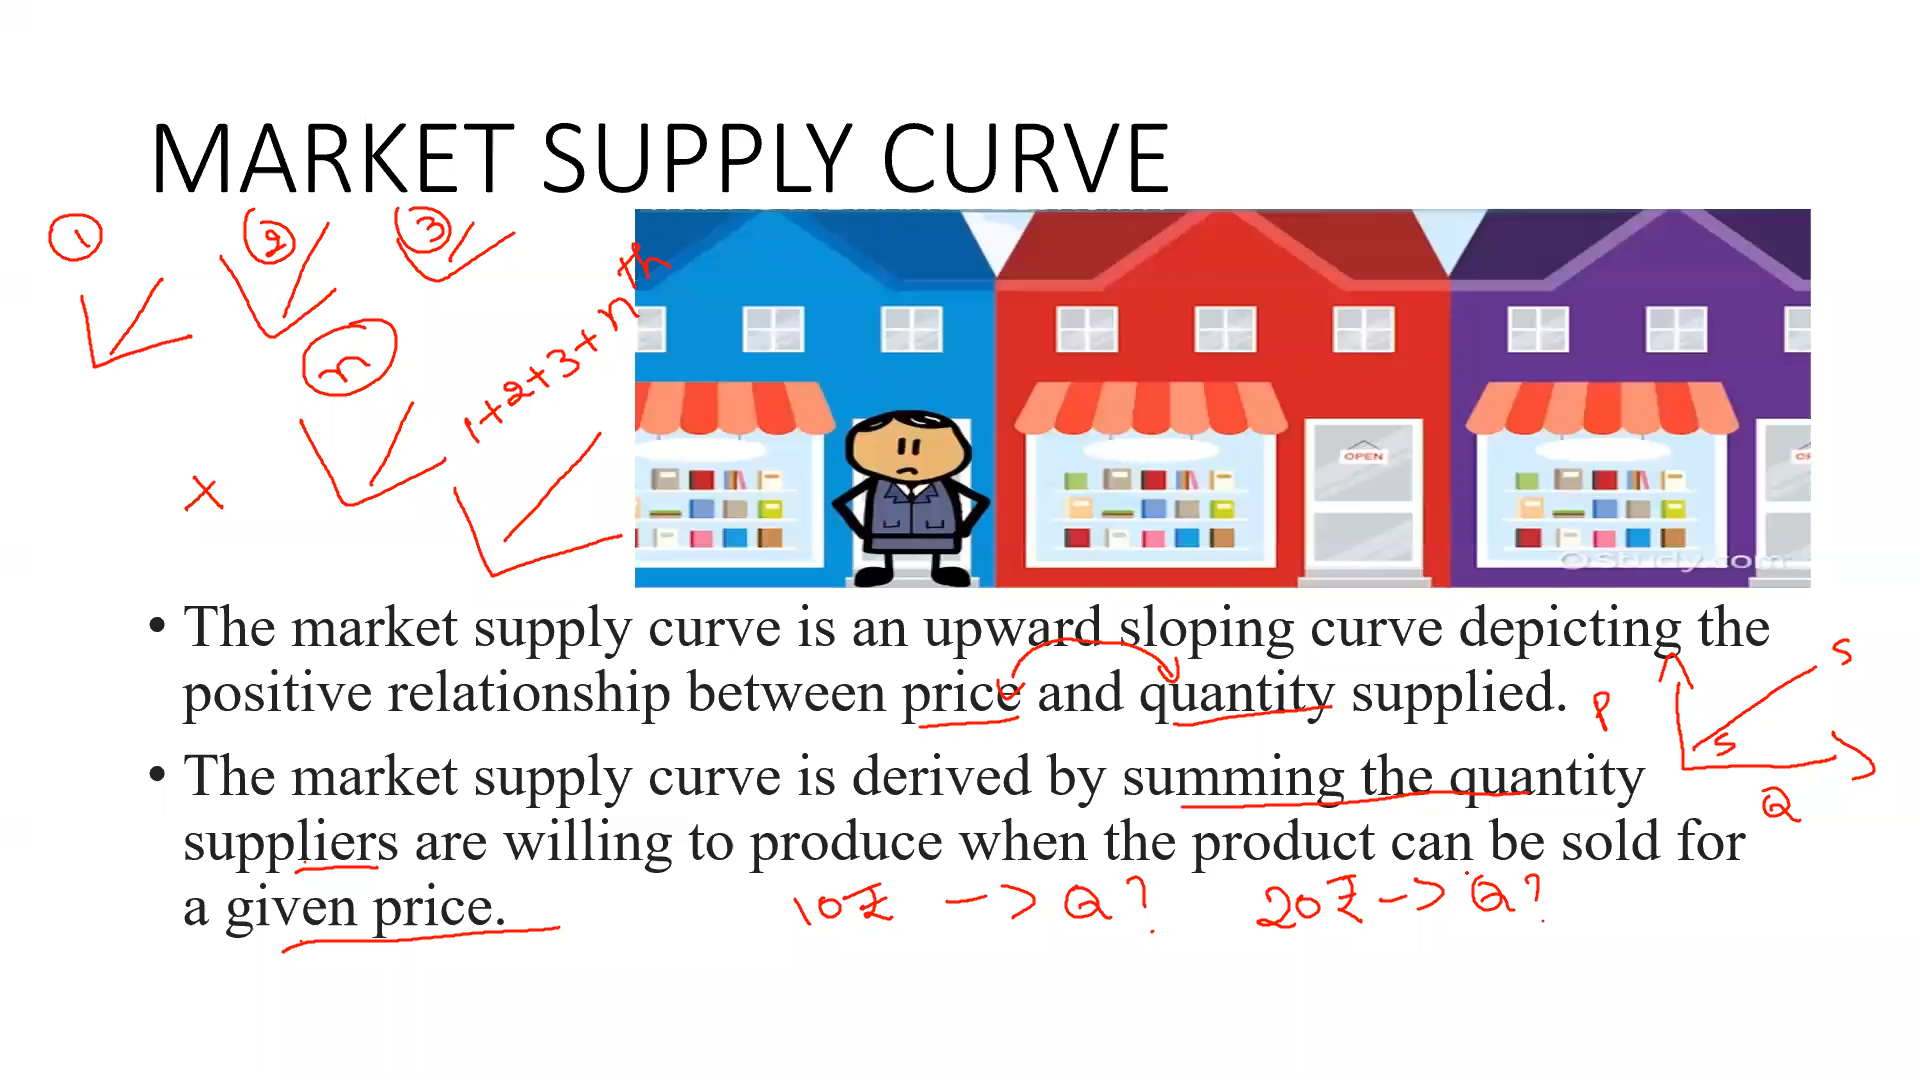 MARKET SUPPLY CURVE
1
2
3
n
1+2+3+nth
x
OPEN
©Study.com
• The market supply curve is an upward sloping curve depicting the
positive relationship between price and quantity supplied.
• The market supply curve is derived by summing the quantity
suppliers are willing to produce when the product can be sold for
a given price.
P
S
S
Q
10₹ -> Q?
20₹ -> Q?